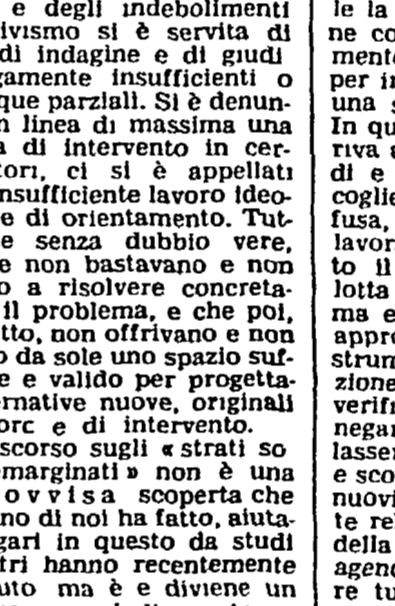 e degli indebolimenti
ivismo si è servita di
di indagine e di giudi
gamente insufficienti o
que parziali. Si è denun-
n linea di massima una
a di intervento in cer-
tori, ci si è appellati
nsufficiente lavoro ideo-
e di orientamento. Tut-
e senza dubbio vere,
e non bastavano e non
o a risolvere concreta-
il problema, e che poi,
tto, non offrivano e non
o da sole uno spazio suf-
e e valido per progetta-
rnative nuove, originali
orc e di intervento.
scorso sugli « strati so
emarginati » non è una
ovvisa scoperta che
no di noi ha fatto, aiuta-
gari in questo da studi
tri hanno recentemente
uto ma è e diviene un
le la
ne co
mente
per in
una s
In qu
riva a
di e
coglie
fusa,
lavor
to il
lotta
ma e
appro
strum
zione
verifi
negar
lasser
e sco
nuovi
te re
della
agend
re tu